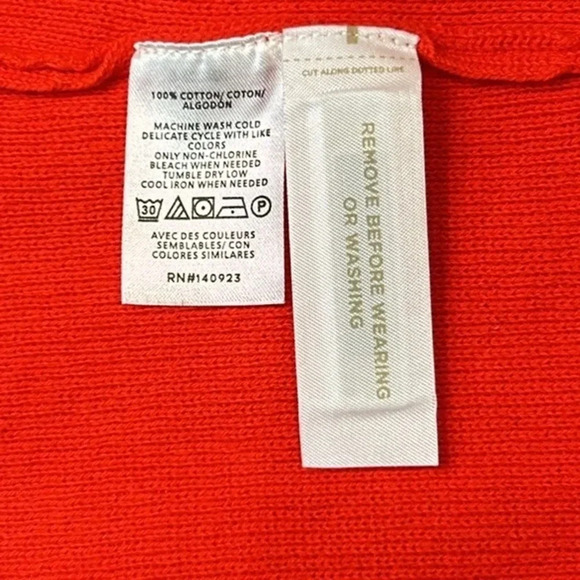 100% COTTON/ COTON/
ALGODÓN
MACHINE WASH COLD
DELICATE CYCLE WITH LIKE
COLORS
ONLY NON-CHLORINE
BLEACH WHEN NEEDED
TUMBLE DRY LOW
COOL IRON WHEN NEEDED
30 P
AVEC DES COULEURS
SEMBLABLES/ CON
COLORES SIMILARES
RN#140923
CUT ALONG DOTTED LINE
REMOVE BEFORE WEARING
OR WASHING